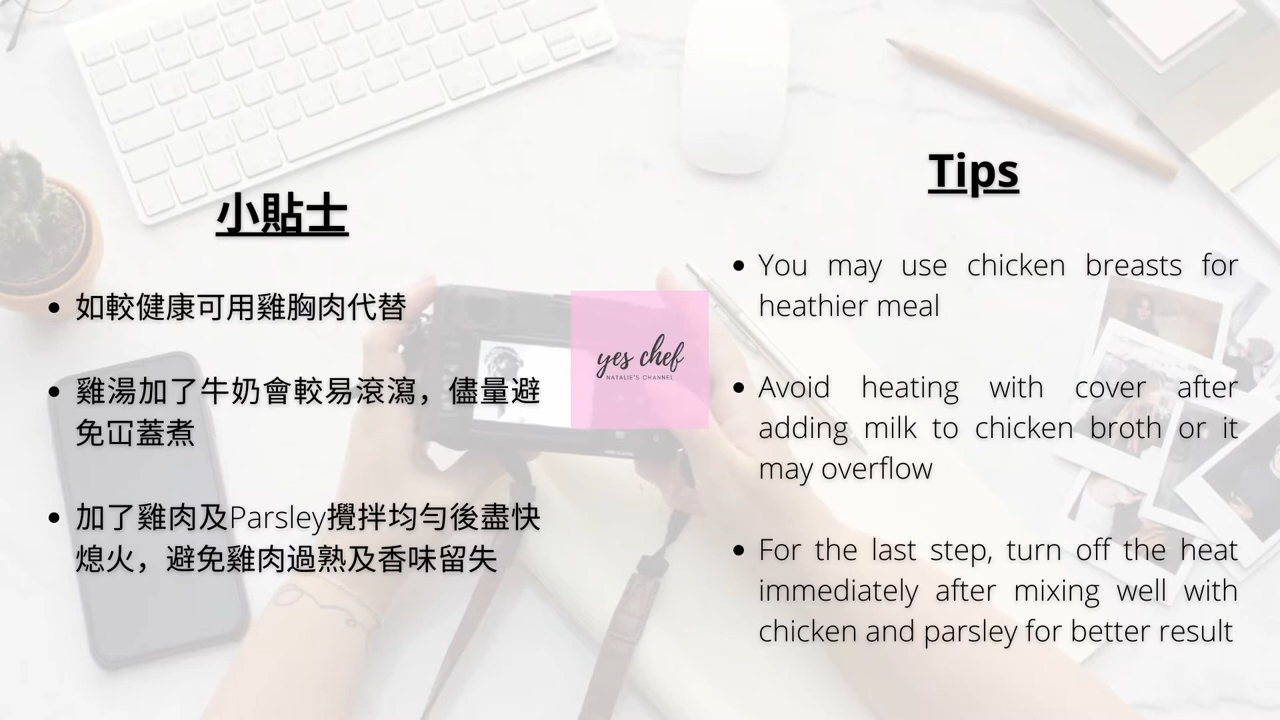 小貼士
如較健康可用雞胸肉代替
雞湯加了牛奶會較易滾瀉，儘量避
免冚蓋煮
加了雞肉及Parsley攪拌均勻後盡快
熄火，避免雞肉過熟及香味留失
yes chef
NATALIE'S CHANNEL
Tips
You may use chicken breasts for
heathier meal
Avoid heating with cover after
adding milk to chicken broth or it
may overflow
For the last step, turn off the heat
immediately after mixing well with
chicken and parsley for better result